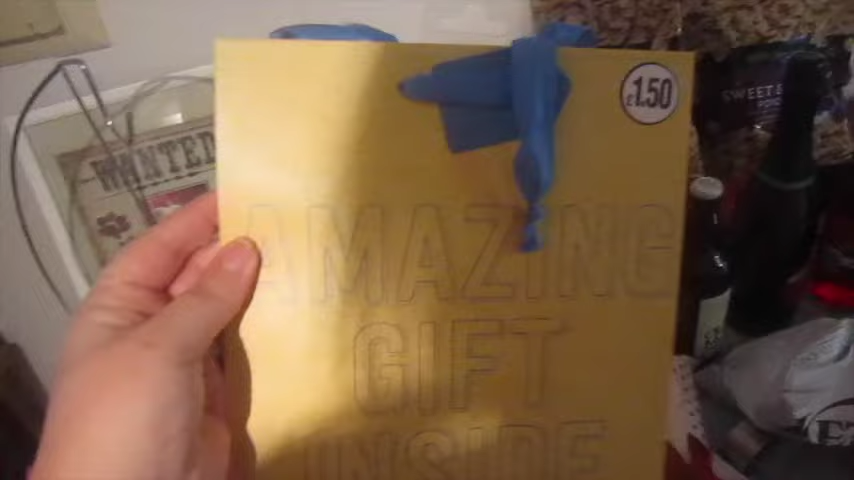 £1.50
WANTED
SWEET
AMAZING
GIFT
INSIDE